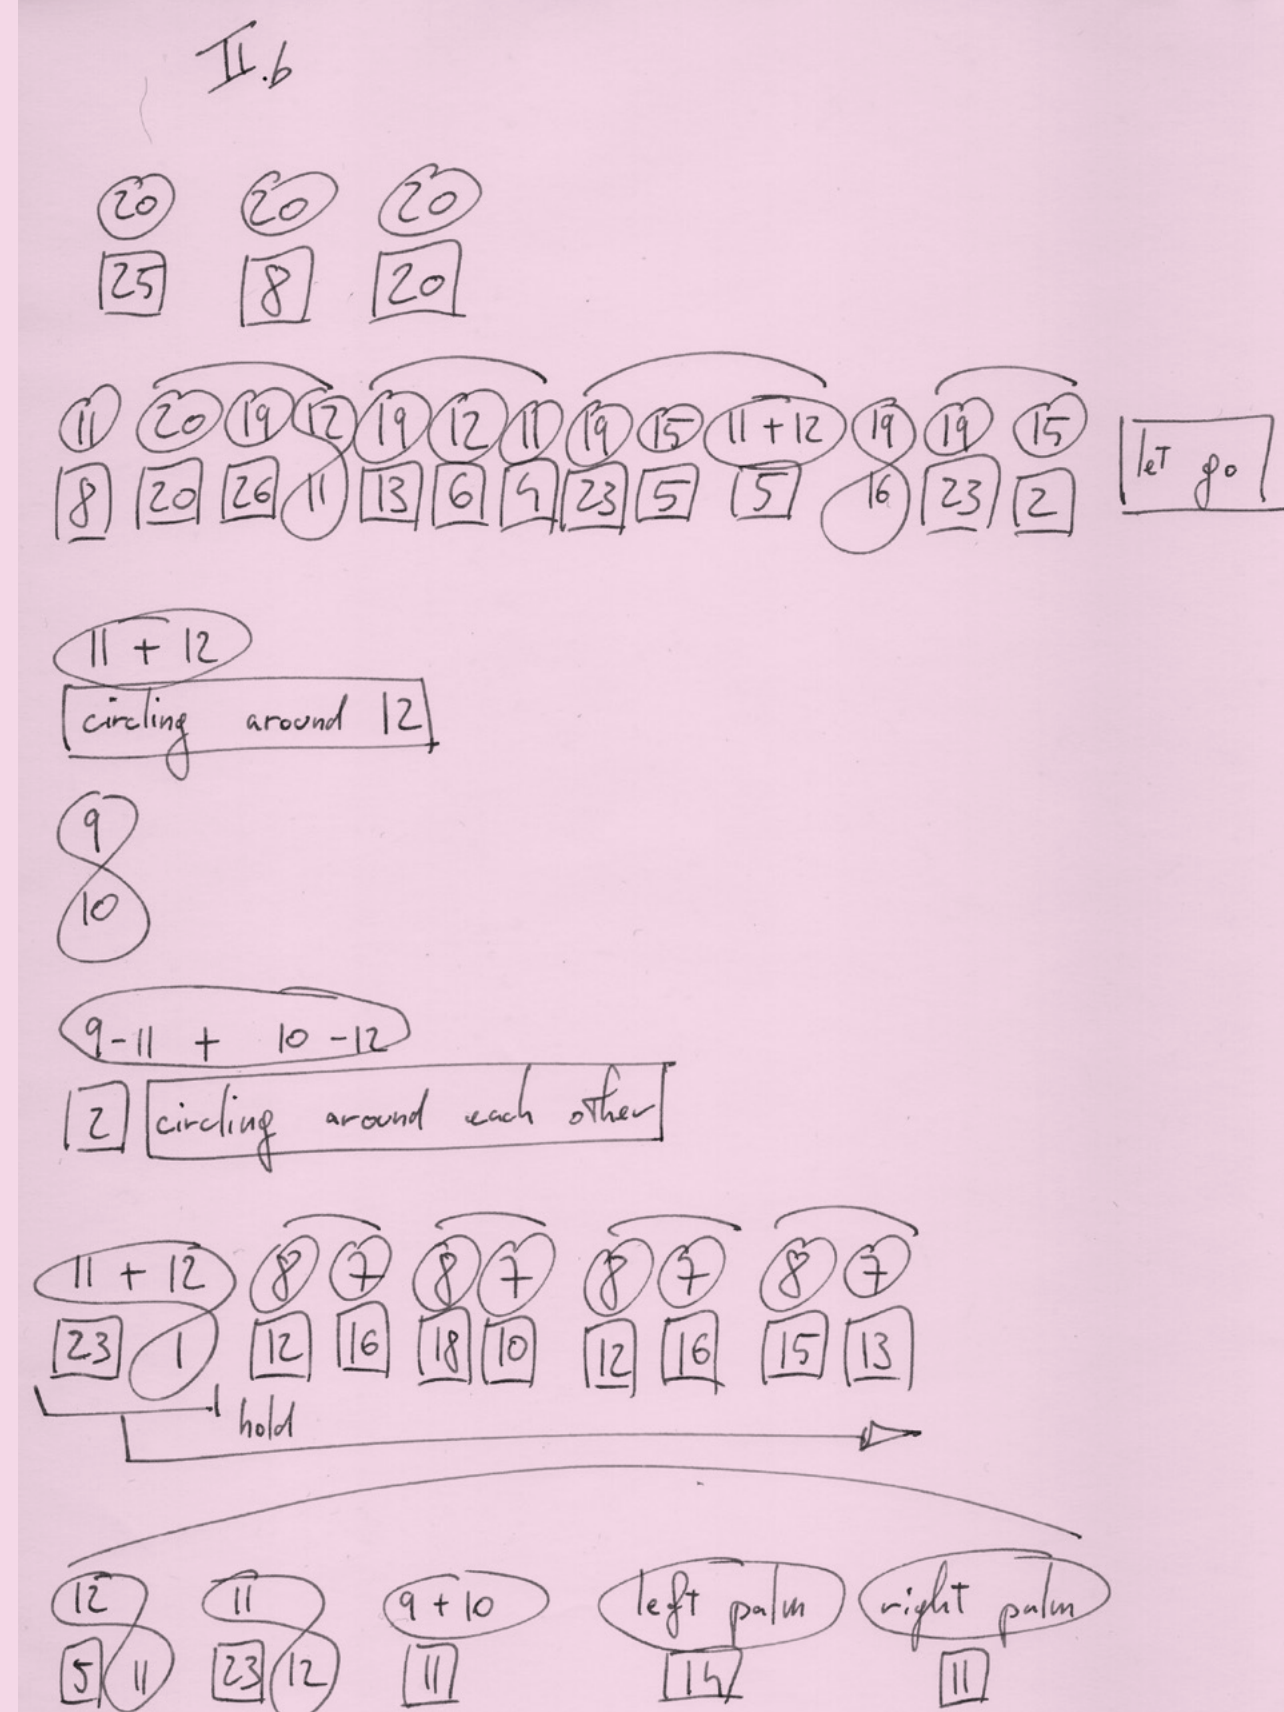 II.b
20 20 20
25 8 20
11 20 19 12 19 12 11 19 15 11 + 12 19 19 15
8 20 26 11 13 6 4 23 5 5 16 23 2 let go
11 + 12
circling around 12
9
10
9-11 + 10-12
2 circling around each other
11 + 12 8 7 8 7 8 7 8 7
23 1 12 16 18 10 12 16 15 13
hold
12 11 9 + 10 left palm right palm
5 11 23 12 11 14 11